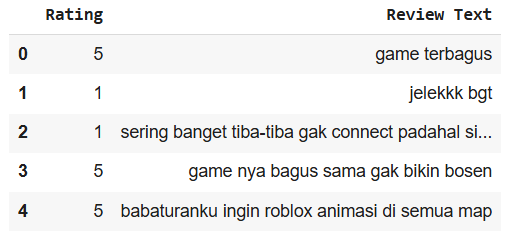 Rating Review Text
0 5 game terbagus
1 1 jelekkk bgt
2 1 sering banget tiba-tiba gak connect padahal si...
3 5 game nya bagus sama gak bikin bosen
4 5 babaturanku ingin roblox animasi di semua map